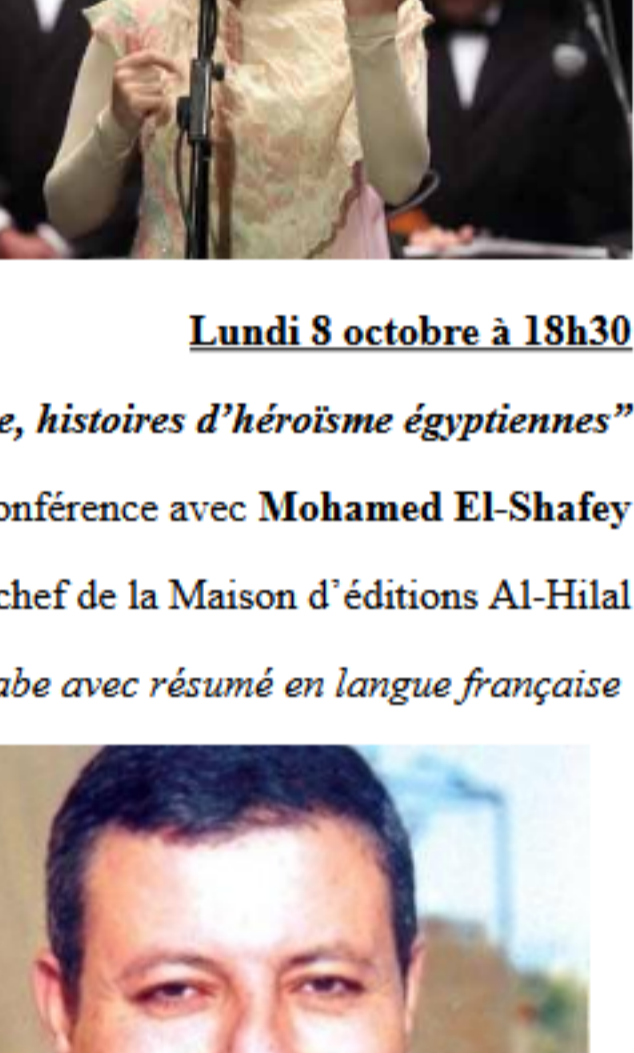 Lundi 8 octobre à 18h30
e, histoires d’héroïsme égyptiennes”
onférence avec Mohamed El-Shafey
chef de la Maison d’éditions Al-Hilal
abe avec résumé en langue française